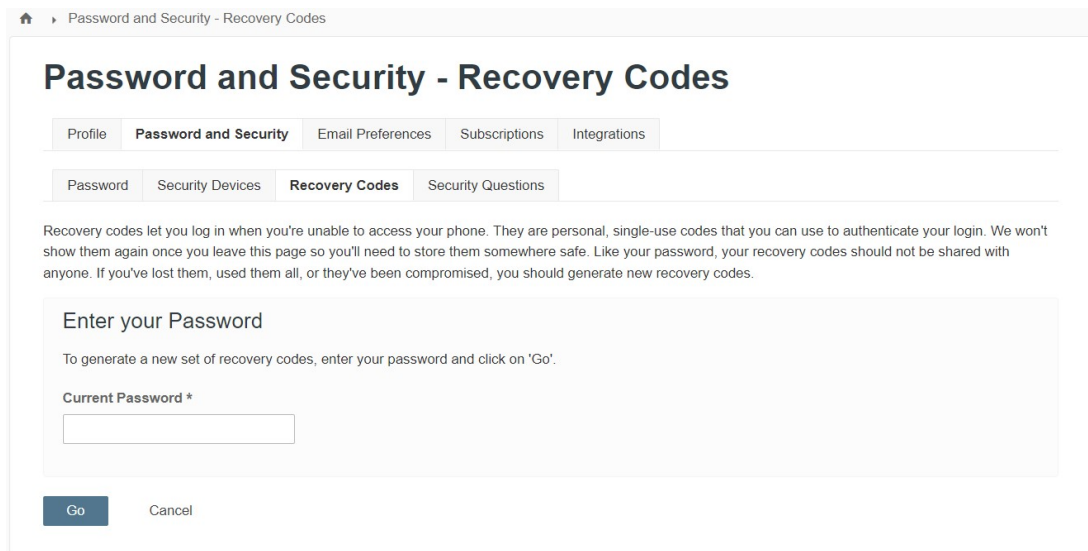 Password and Security - Recovery Codes
Password and Security - Recovery Codes
Profile Password and Security Email Preferences Subscriptions Integrations
Password Security Devices Recovery Codes Security Questions
Recovery codes let you log in when you're unable to access your phone. They are personal, single-use codes that you can use to authenticate your login. We won't
show them again once you leave this page so you'll need to store them somewhere safe. Like your password, your recovery codes should not be shared with
anyone. If you've lost them, used them all, or they've been compromised, you should generate new recovery codes.
Enter your Password
To generate a new set of recovery codes, enter your password and click on 'Go'.
Current Password *
Go Cancel